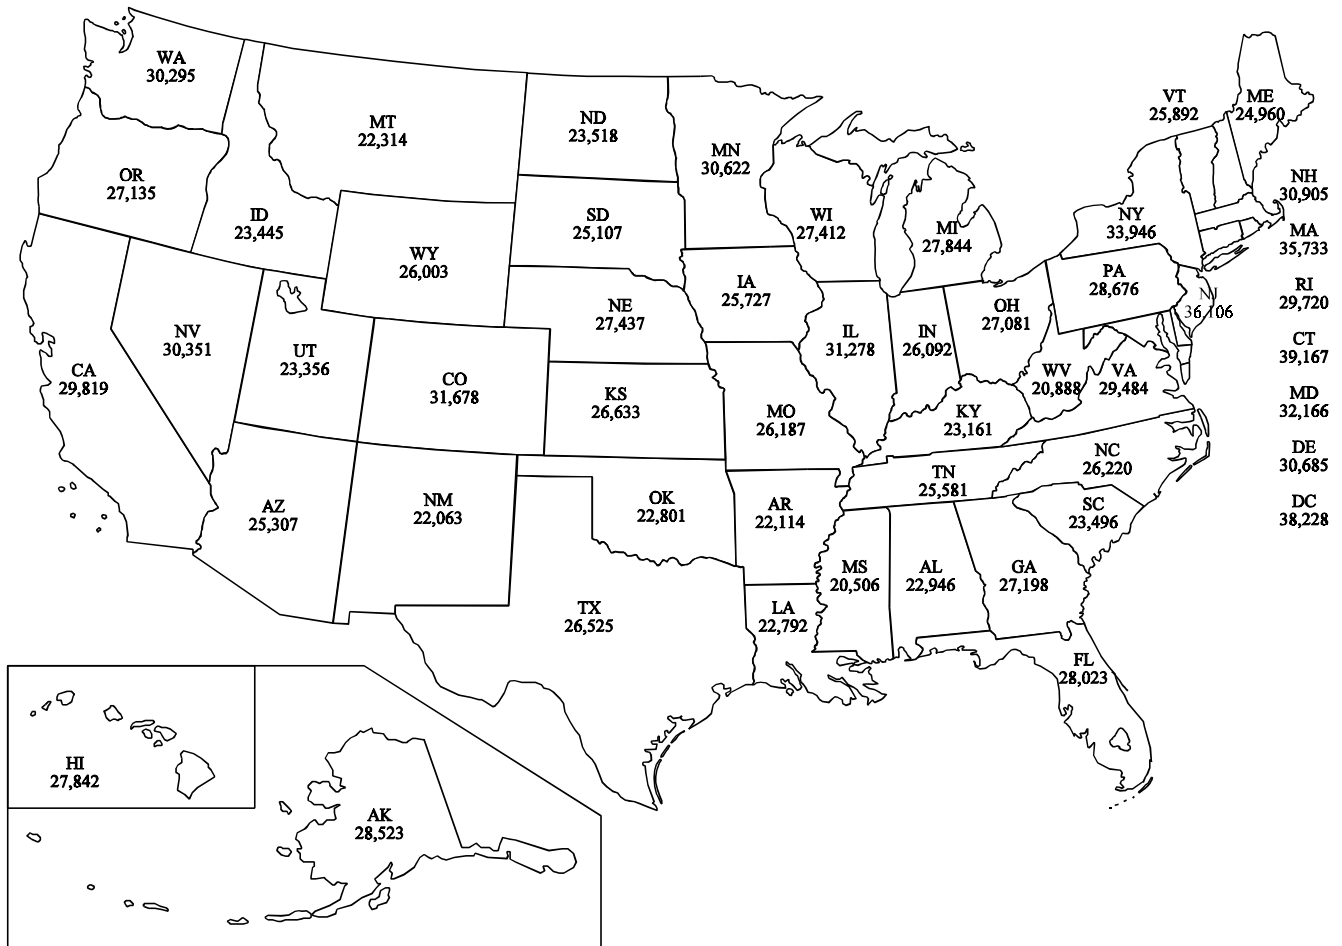 WA
30,295
MT
22,314
ND
23,518
MN
30,622
VT
25,892
ME
24,960
OR
27,135
ID
23,445
WY
26,003
SD
25,107
WI
27,412
MI
27,844
NY
33,946
NH
30,905
MA
35,733
RI
29,720
CT
39,167
MD
32,166
DE
30,685
DC
38,228
NV
30,351
UT
23,356
CA
29,819
CO
31,678
NE
27,437
KS
26,633
IA
25,727
MO
26,187
IL
31,278
IN
26,092
OH
27,081
PA
28,676
NJ
36,106
WV
20,888
VA
29,484
KY
23,161
TN
25,581
NC
26,220
SC
23,496
AZ
25,307
NM
22,063
OK
22,801
AR
22,114
TX
26,525
LA
22,792
MS
20,506
AL
22,946
GA
27,198
FL
28,023
HI
27,842
AK
28,523